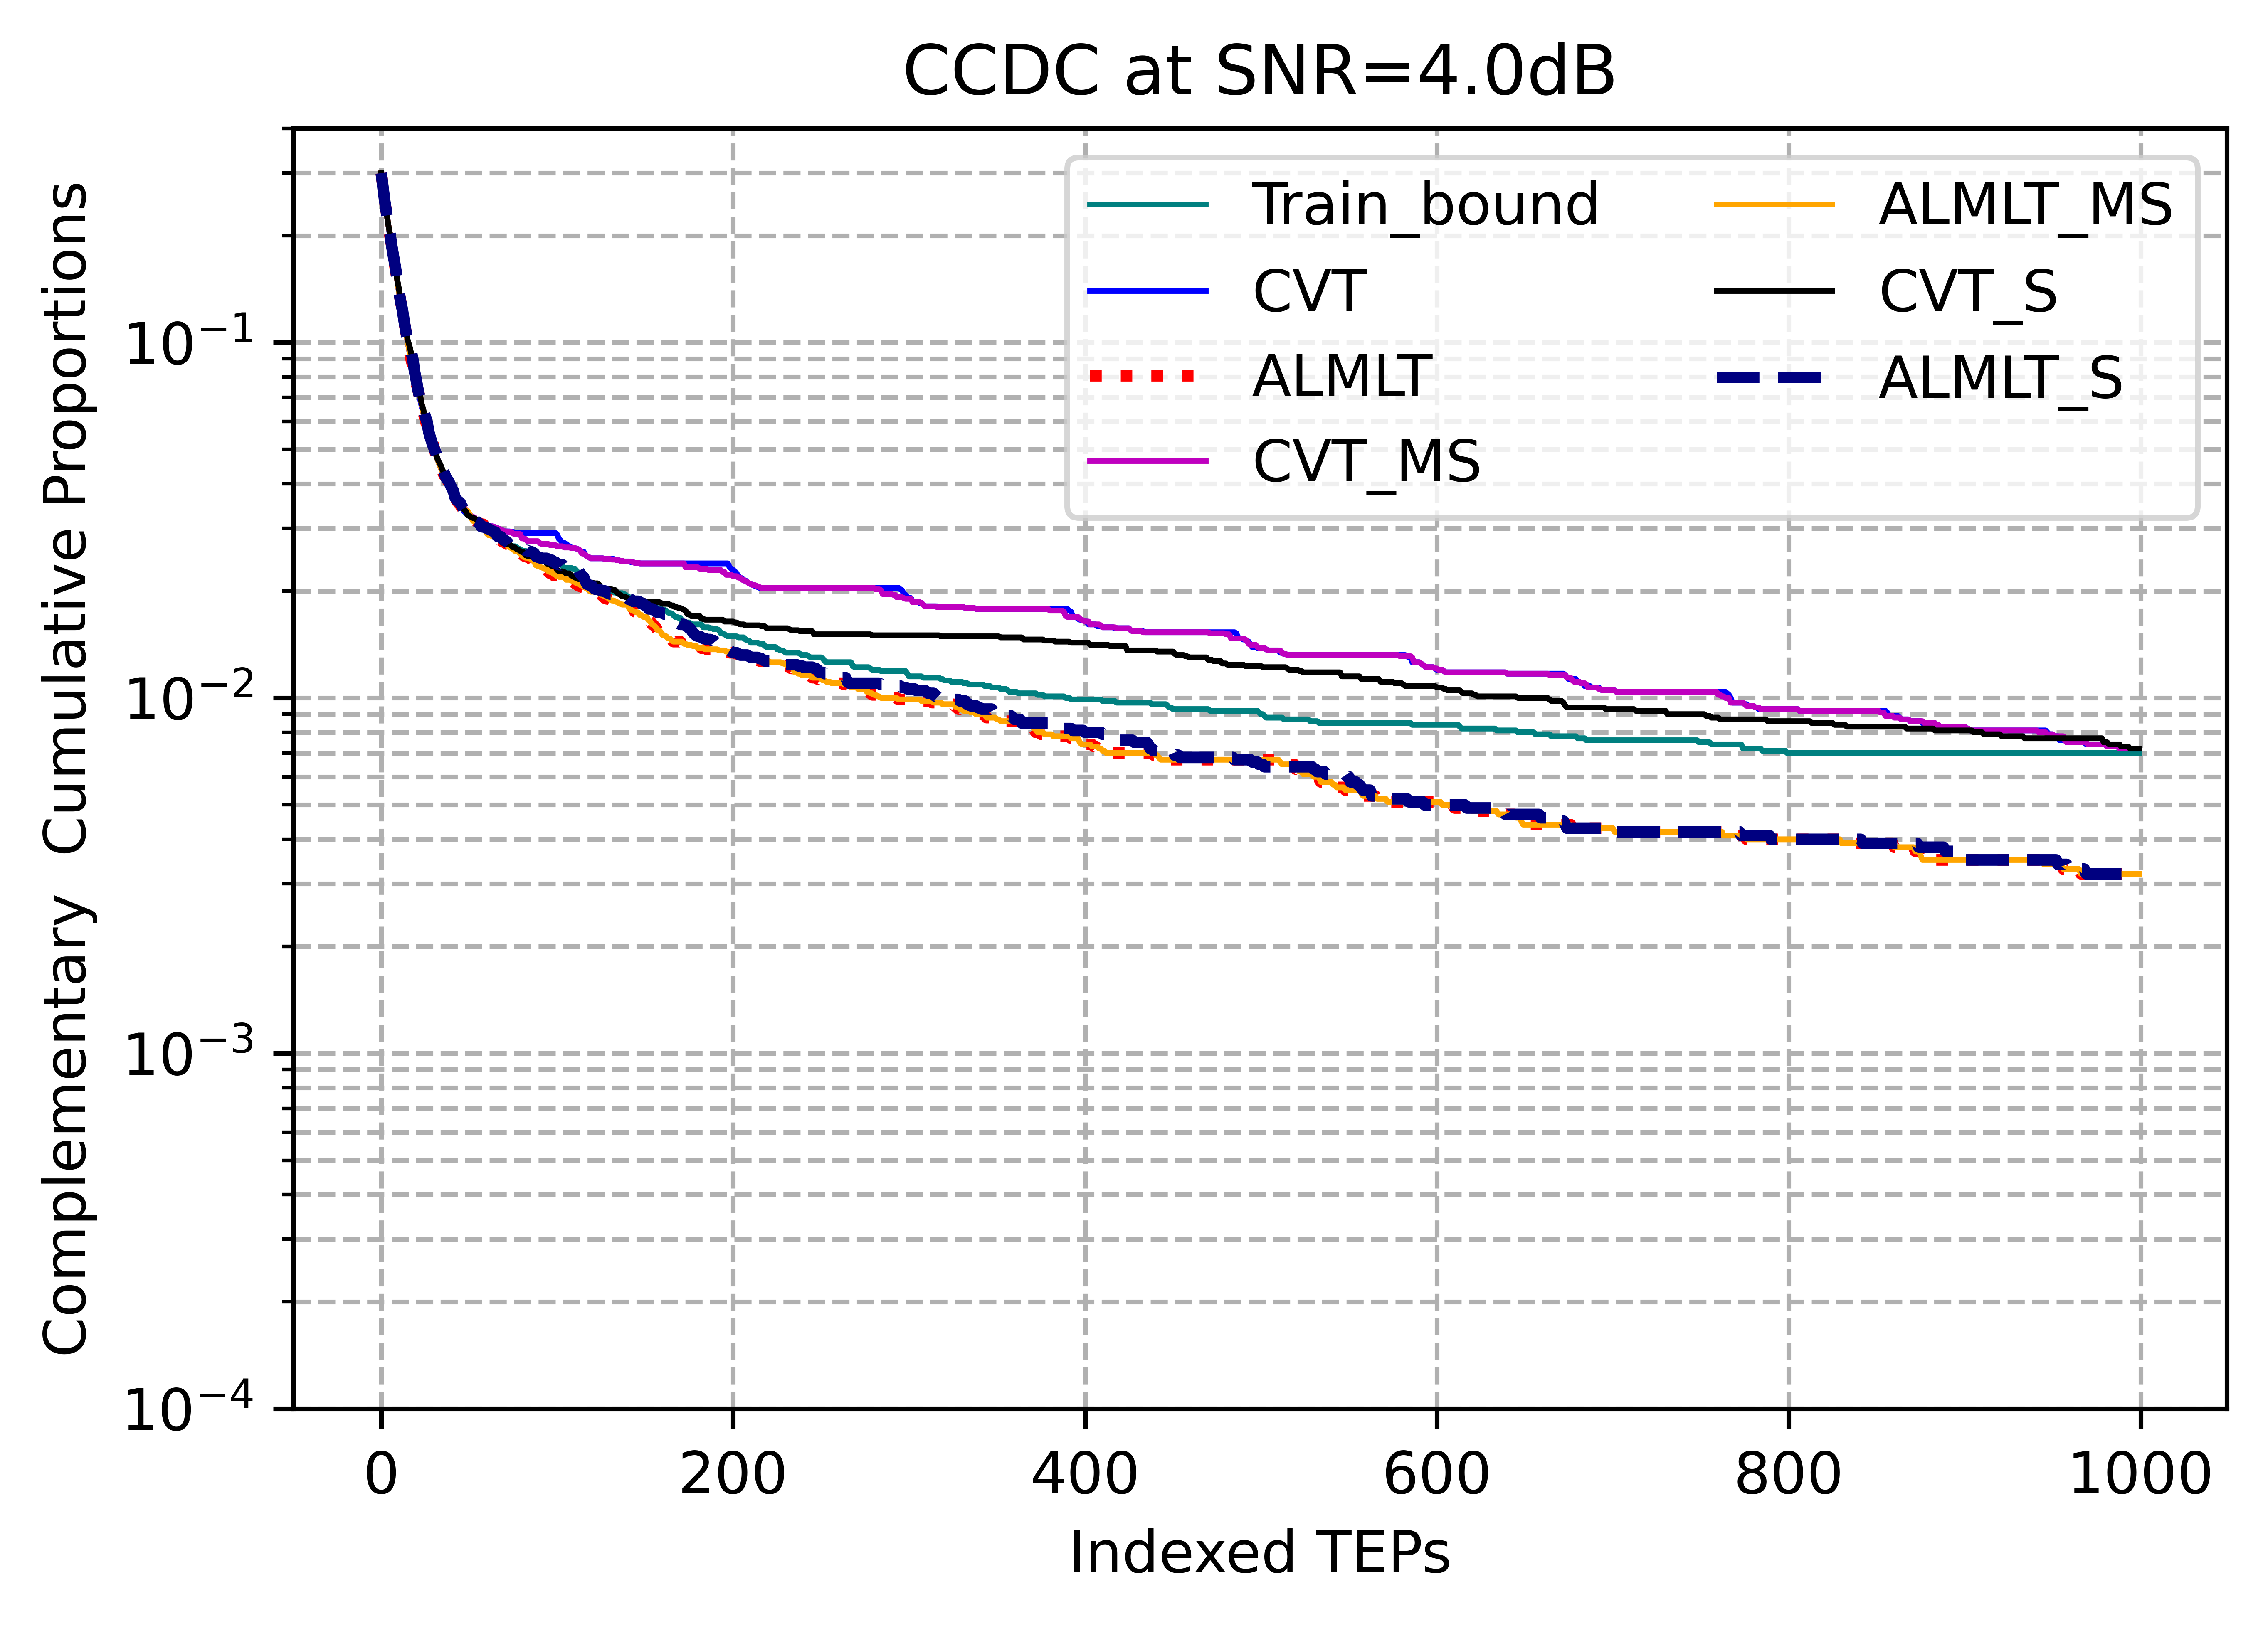 CCDC at SNR=4.0dB
Complementary Cumulative Proportions
10⁻¹
10⁻²
10⁻³
10⁻⁴
Train_bound
CVT
ALMLT
CVT_MS
ALMLT_MS
CVT_S
ALMLT_S
0 200 400 600 800 1000
Indexed TEPs